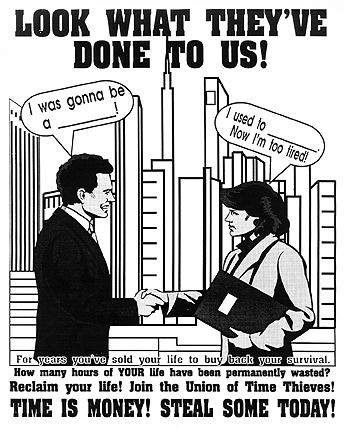 LOOK WHAT THEY'VE
DONE TO US!
I was gonna be
a ________!
I used to ________.
Now I'm too tired!
For years you've sold your life to buy back your survival.
How many hours of YOUR life have been permanently wasted?
Reclaim your life! Join the Union of Time Thieves!
TIME IS MONEY! STEAL SOME TODAY!